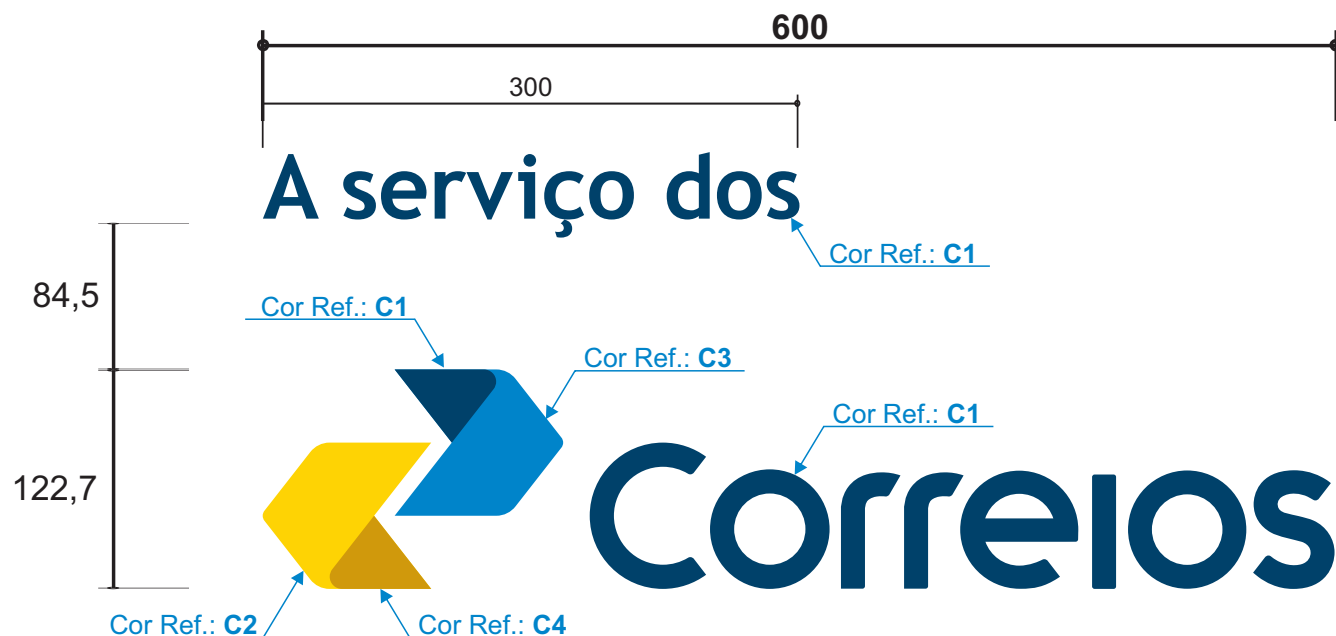 600
300
A serviço dos
Cor Ref.: C1
84,5
Cor Ref.: C1
Cor Ref.: C3
Cor Ref.: C1
122,7
Correios
Cor Ref.: C2
Cor Ref.: C4